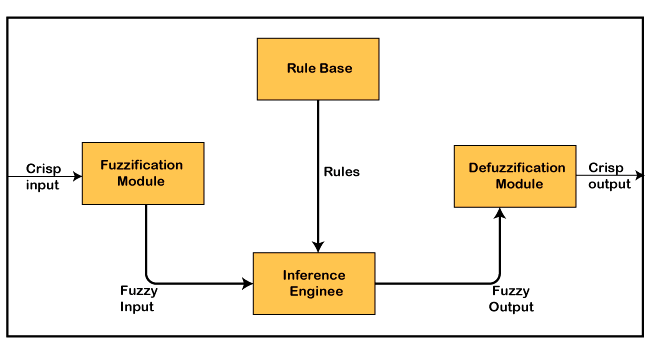 Rule Base
Crisp
input
Fuzzification
Module
Rules
Defuzzification
Module
Crisp
output
Inference
Enginee
Fuzzy
Input
Fuzzy
Output